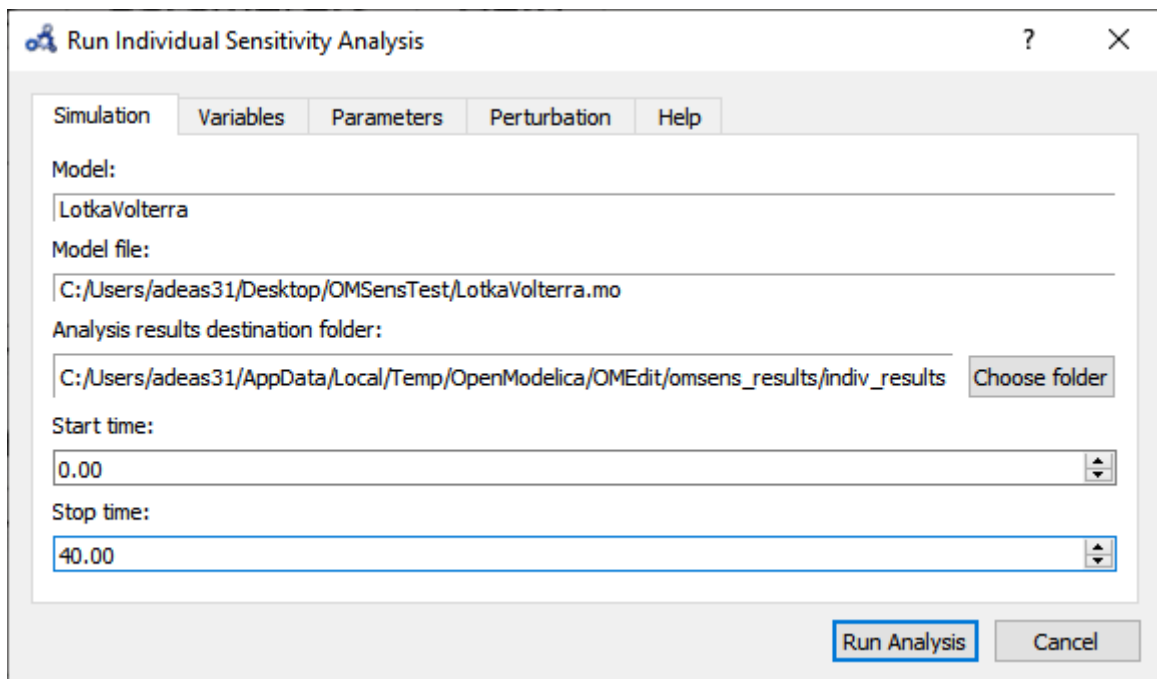 Run Individual Sensitivity Analysis ?
Simulation Variables Parameters Perturbation Help
Model:
LotkaVolterra
Model file:
C:/Users/adeas31/Desktop/OMSensTest/LotkaVolterra.mo
Analysis results destination folder:
C:/Users/adeas31/AppData/Local/Temp/OpenModelica/OMEdit/omsens_results/indiv_results Choose folder
Start time:
0.00
Stop time:
40.00
Run Analysis Cancel